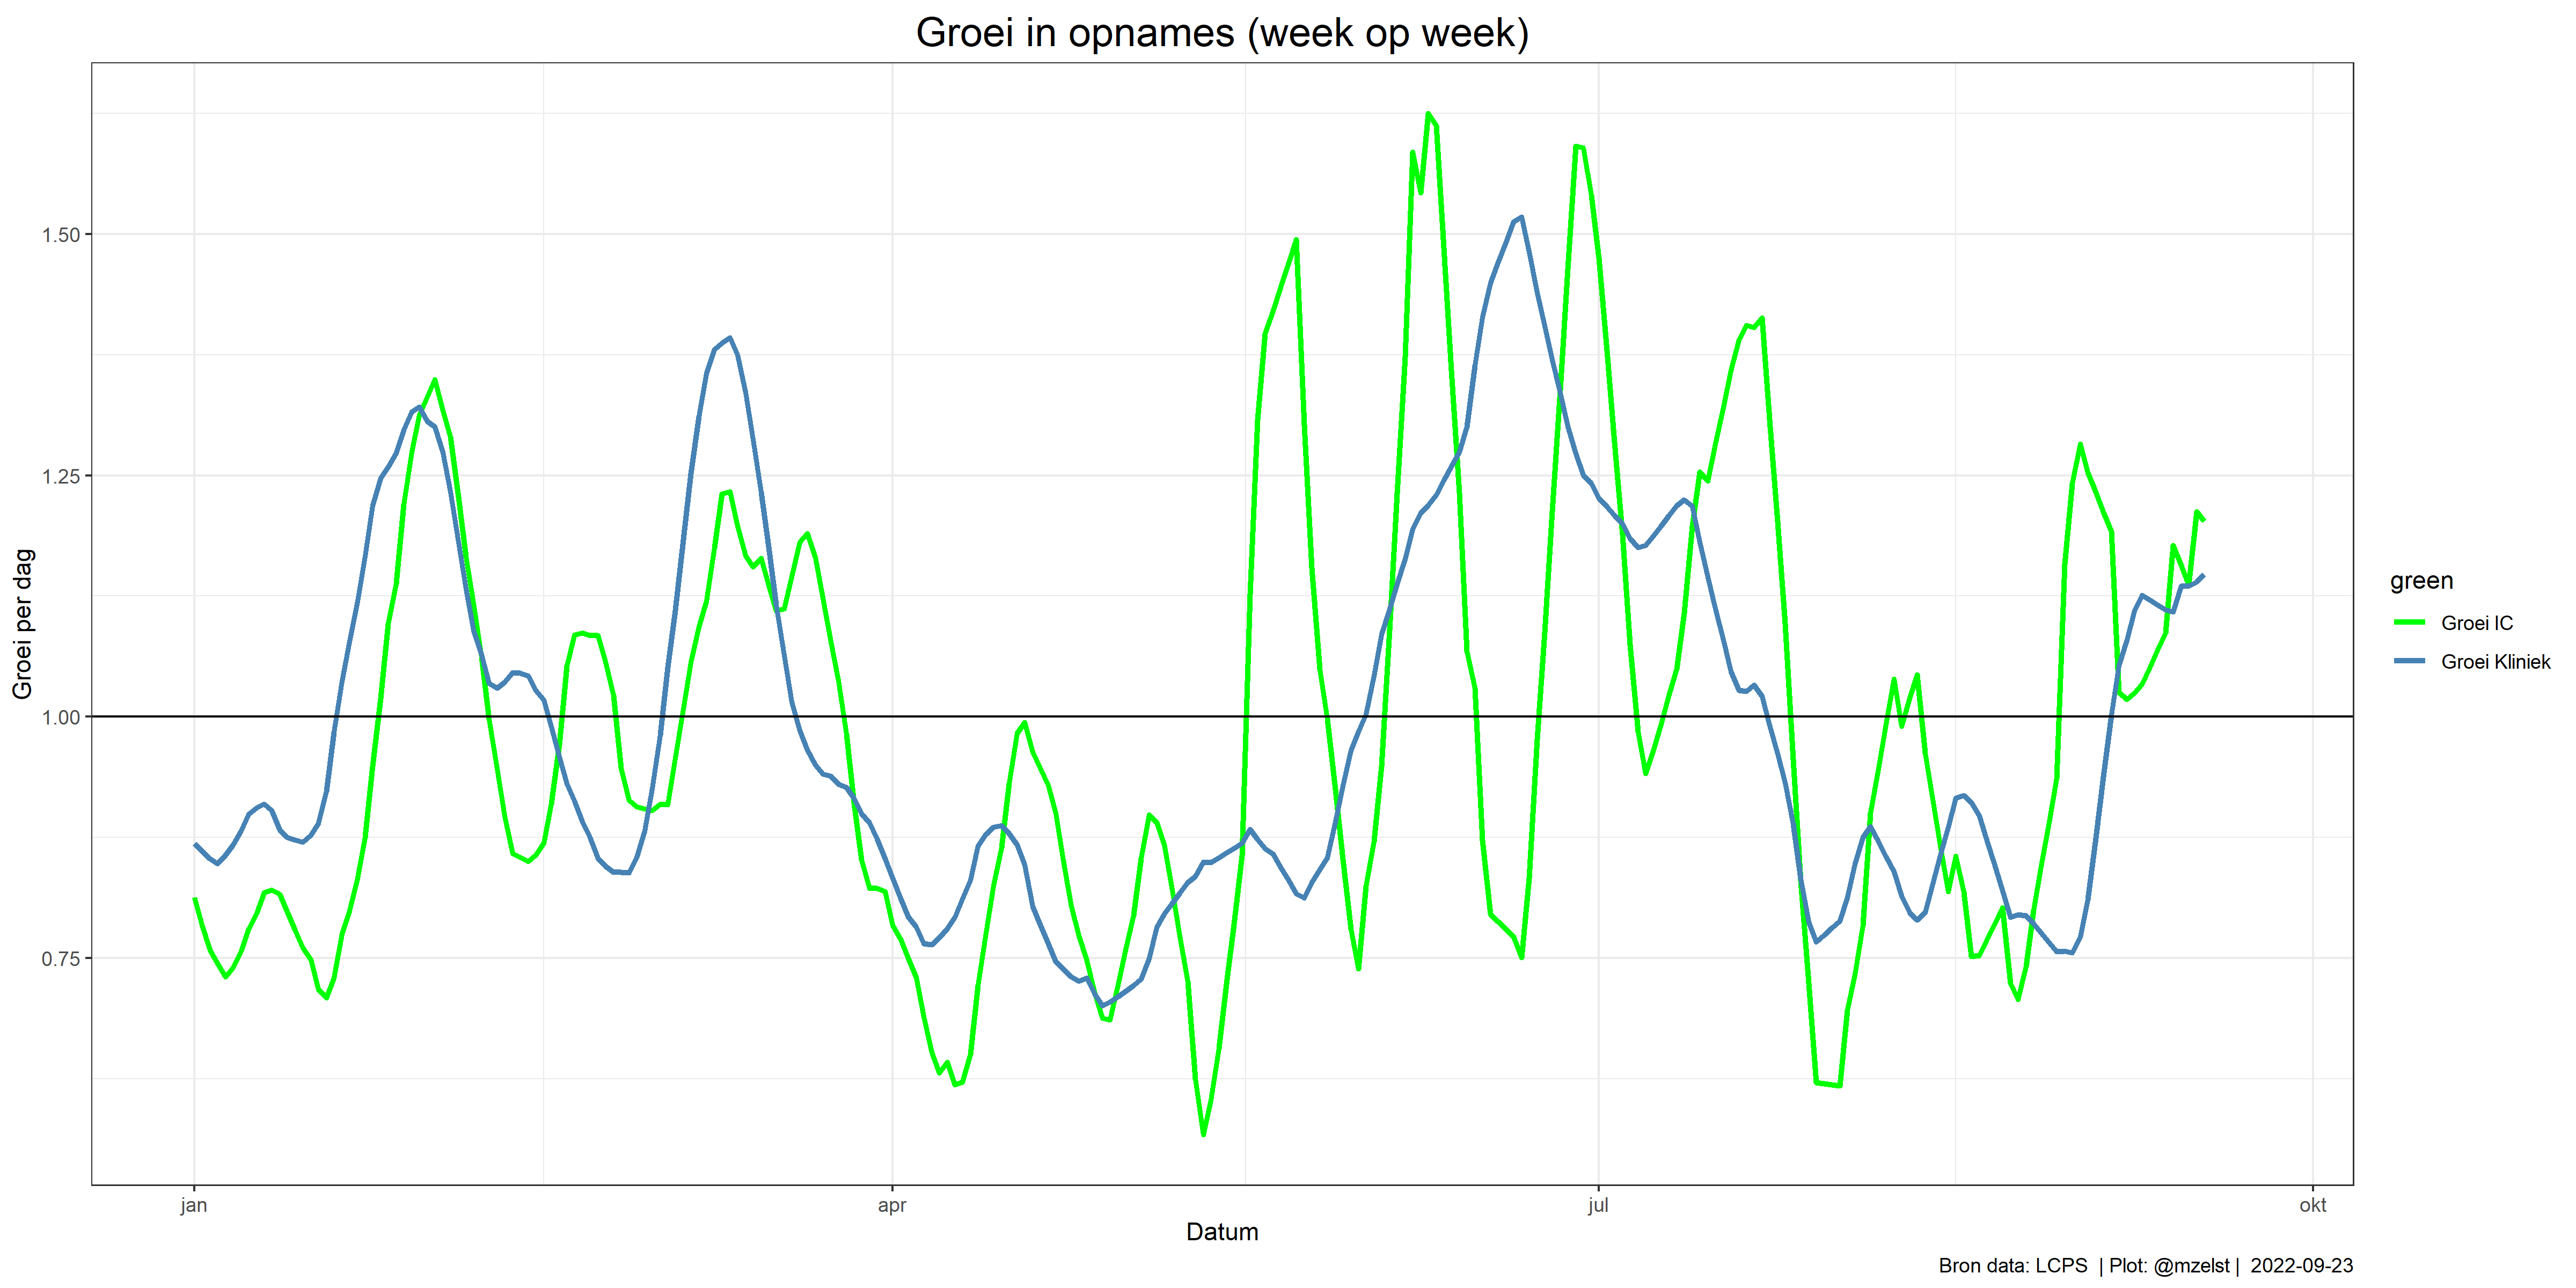 Groei in opnames (week op week)
Groei per dag
1.50
1.25
1.00
0.75
jan
apr
jul
okt
Datum
green
Groei IC
Groei Kliniek
Bron data: LCPS | Plot: @mzelst | 2022-09-23